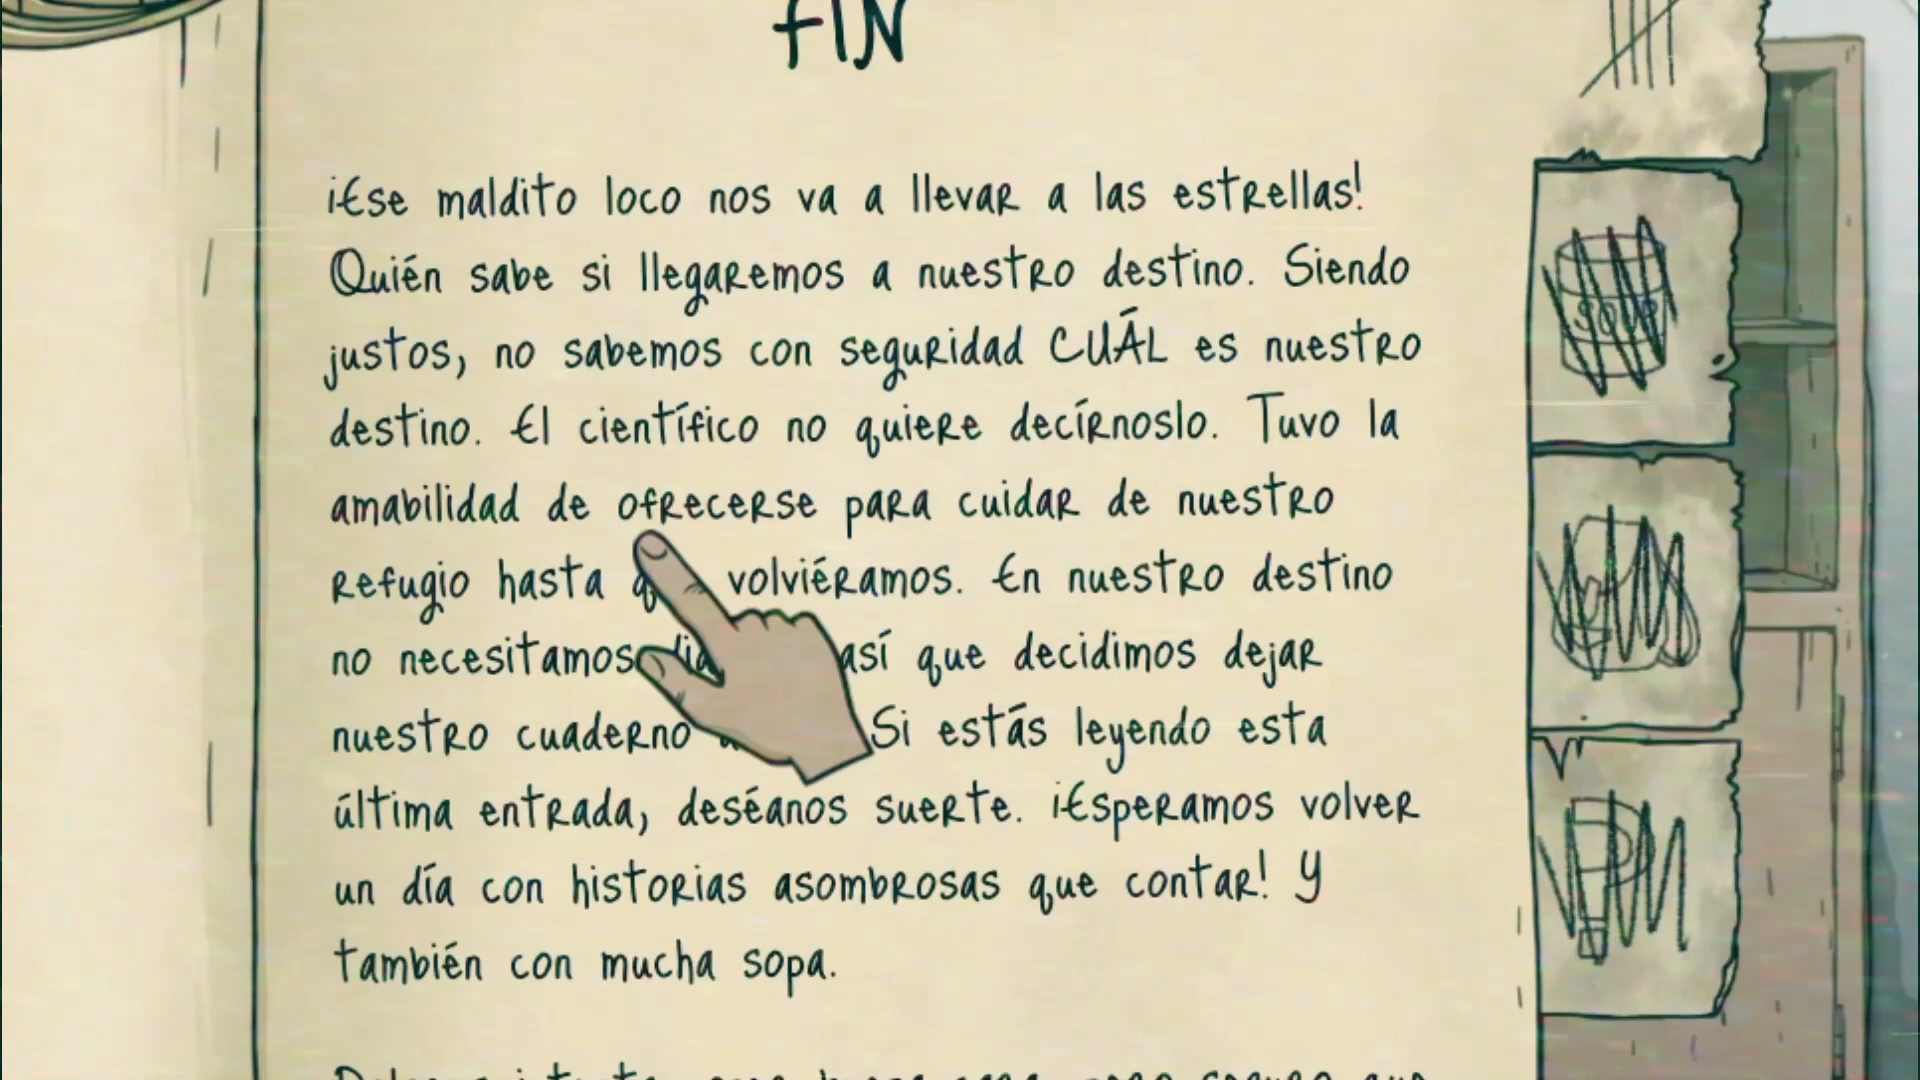 FIN
¡Ese maldito loco nos va a llevar a las estrellas!
Quién sabe si llegaremos a nuestro destino. Siendo
justos, no sabemos con seguridad CUÁL es nuestro
destino. El científico no quiere decírnoslo. Tuvo la
amabilidad de ofrecerse para cuidar de nuestro
refugio hasta volviéramos. En nuestro destino
no necesitamos así que decidimos dejar
nuestro cuaderno Si estás leyendo esta
última entrada, deséanos suerte. ¡Esperamos volver
un día con historias asombrosas que contar! Y
también con mucha sopa.